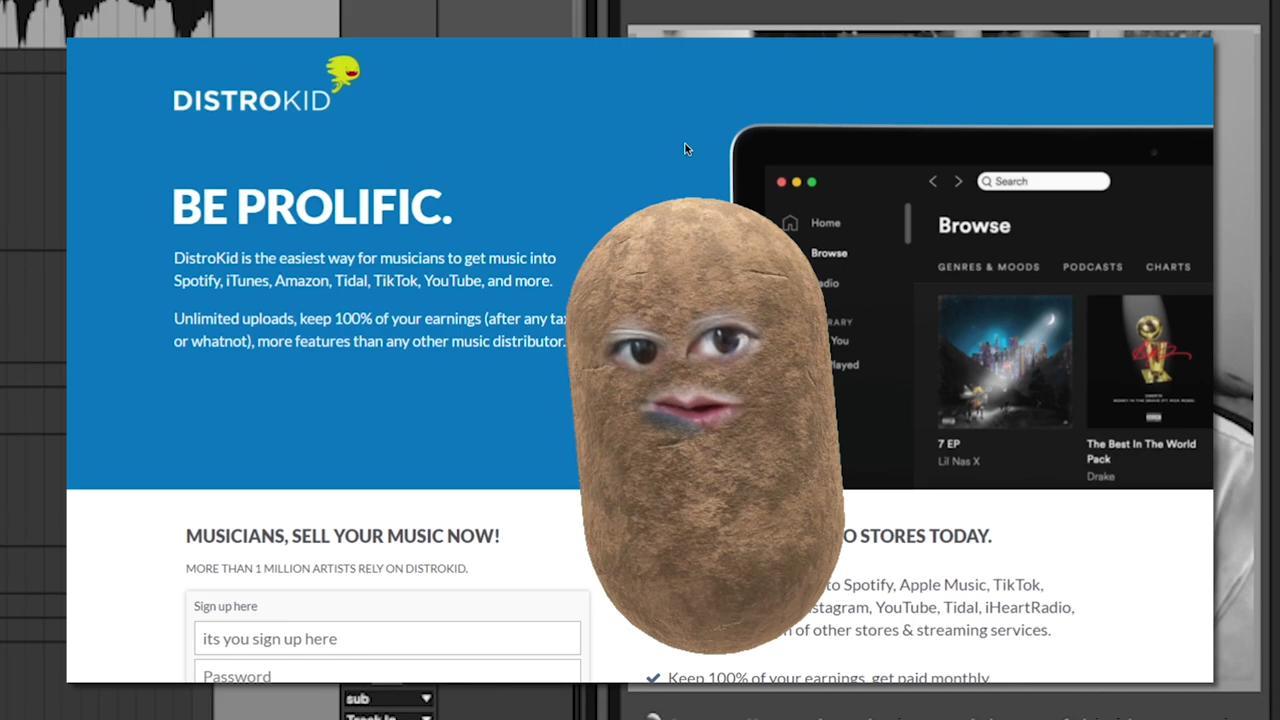 DISTROKID
BE PROLIFIC.
DistroKid is the easiest way for musicians to get music into
Spotify, iTunes, Amazon, Tidal, TikTok, YouTube, and more.
Unlimited uploads, keep 100% of your earnings (after any
or whatnot), more features than any other music distributor.
Search
Home
Browse
Browse
GENRES & MOODS PODCASTS CHARTS
You
7 EP
Lil Nas X
The Best In The World
Pack
Drake
MUSICIANS, SELL YOUR MUSIC NOW!
MORE THAN 1 MILLION ARTISTS RELY ON DISTROKID.
Sign up here
its you sign up here
Password
STORES TODAY.
to Spotify, Apple Music, TikTok,
YouTube, Tidal, iHeartRadio,
of other stores & streaming services.
Keep 100% of your earnings, get paid monthly
sub